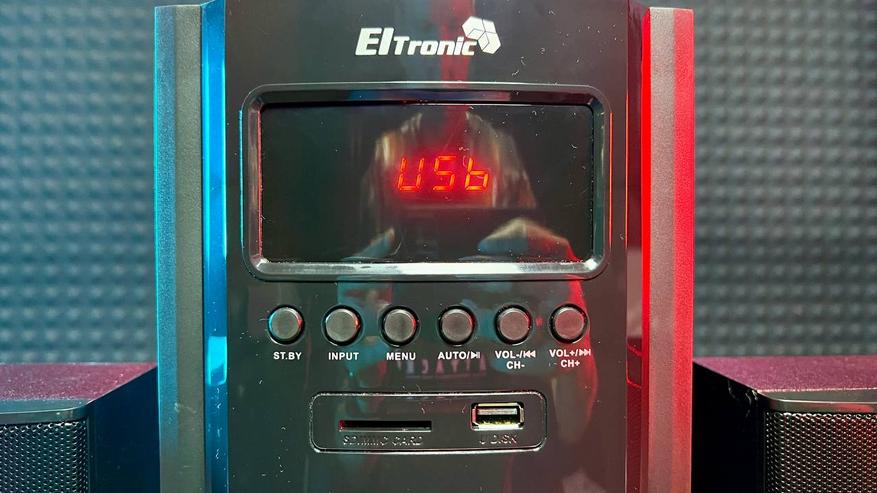 ElTronic
USb
ST.BY INPUT MENU AUTO/⏯ VOL-/⏮ VOL+/⏭
CH- CH+
SD/MMC CARD U DISK